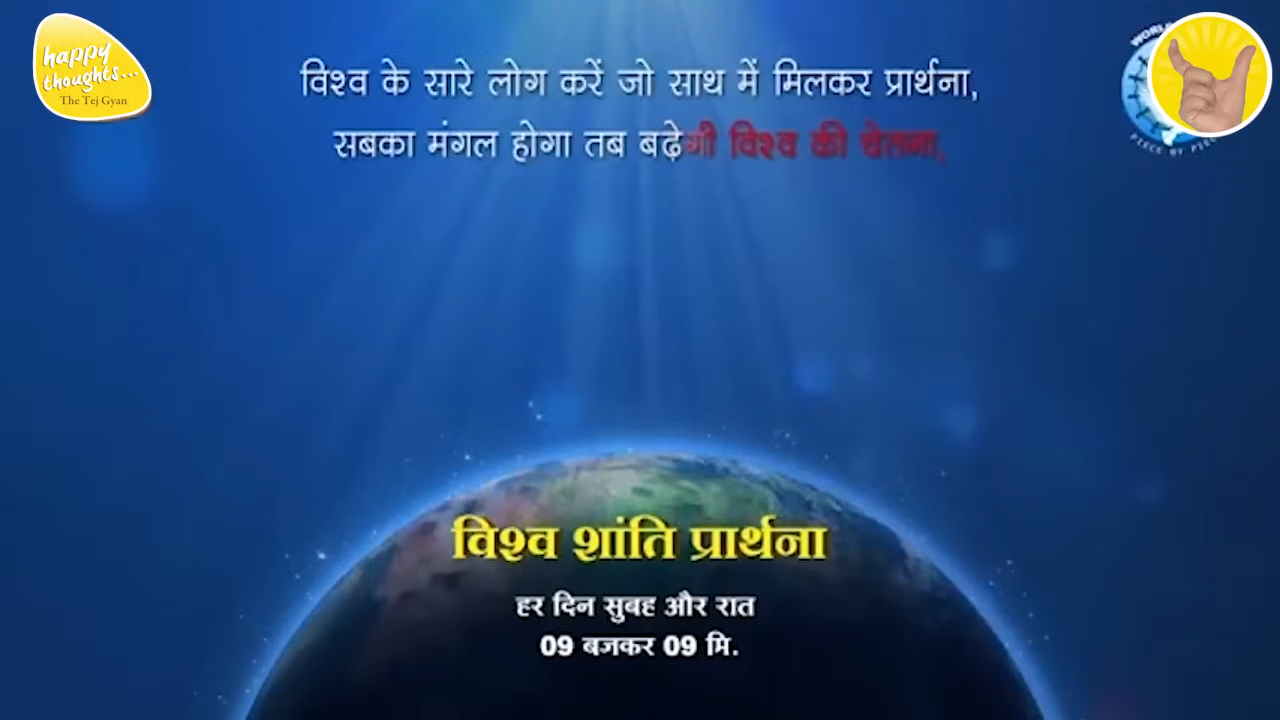 happy
thoughts...
The Tej Gyan
विश्व के सारे लोग करें जो साथ में मिलकर प्रार्थना,
सबका मंगल होगा तब बढ़ेगी विश्व की चेतना,
विश्व शांति प्रार्थना
हर दिन सुबह और रात
09 बजकर 09 मि.